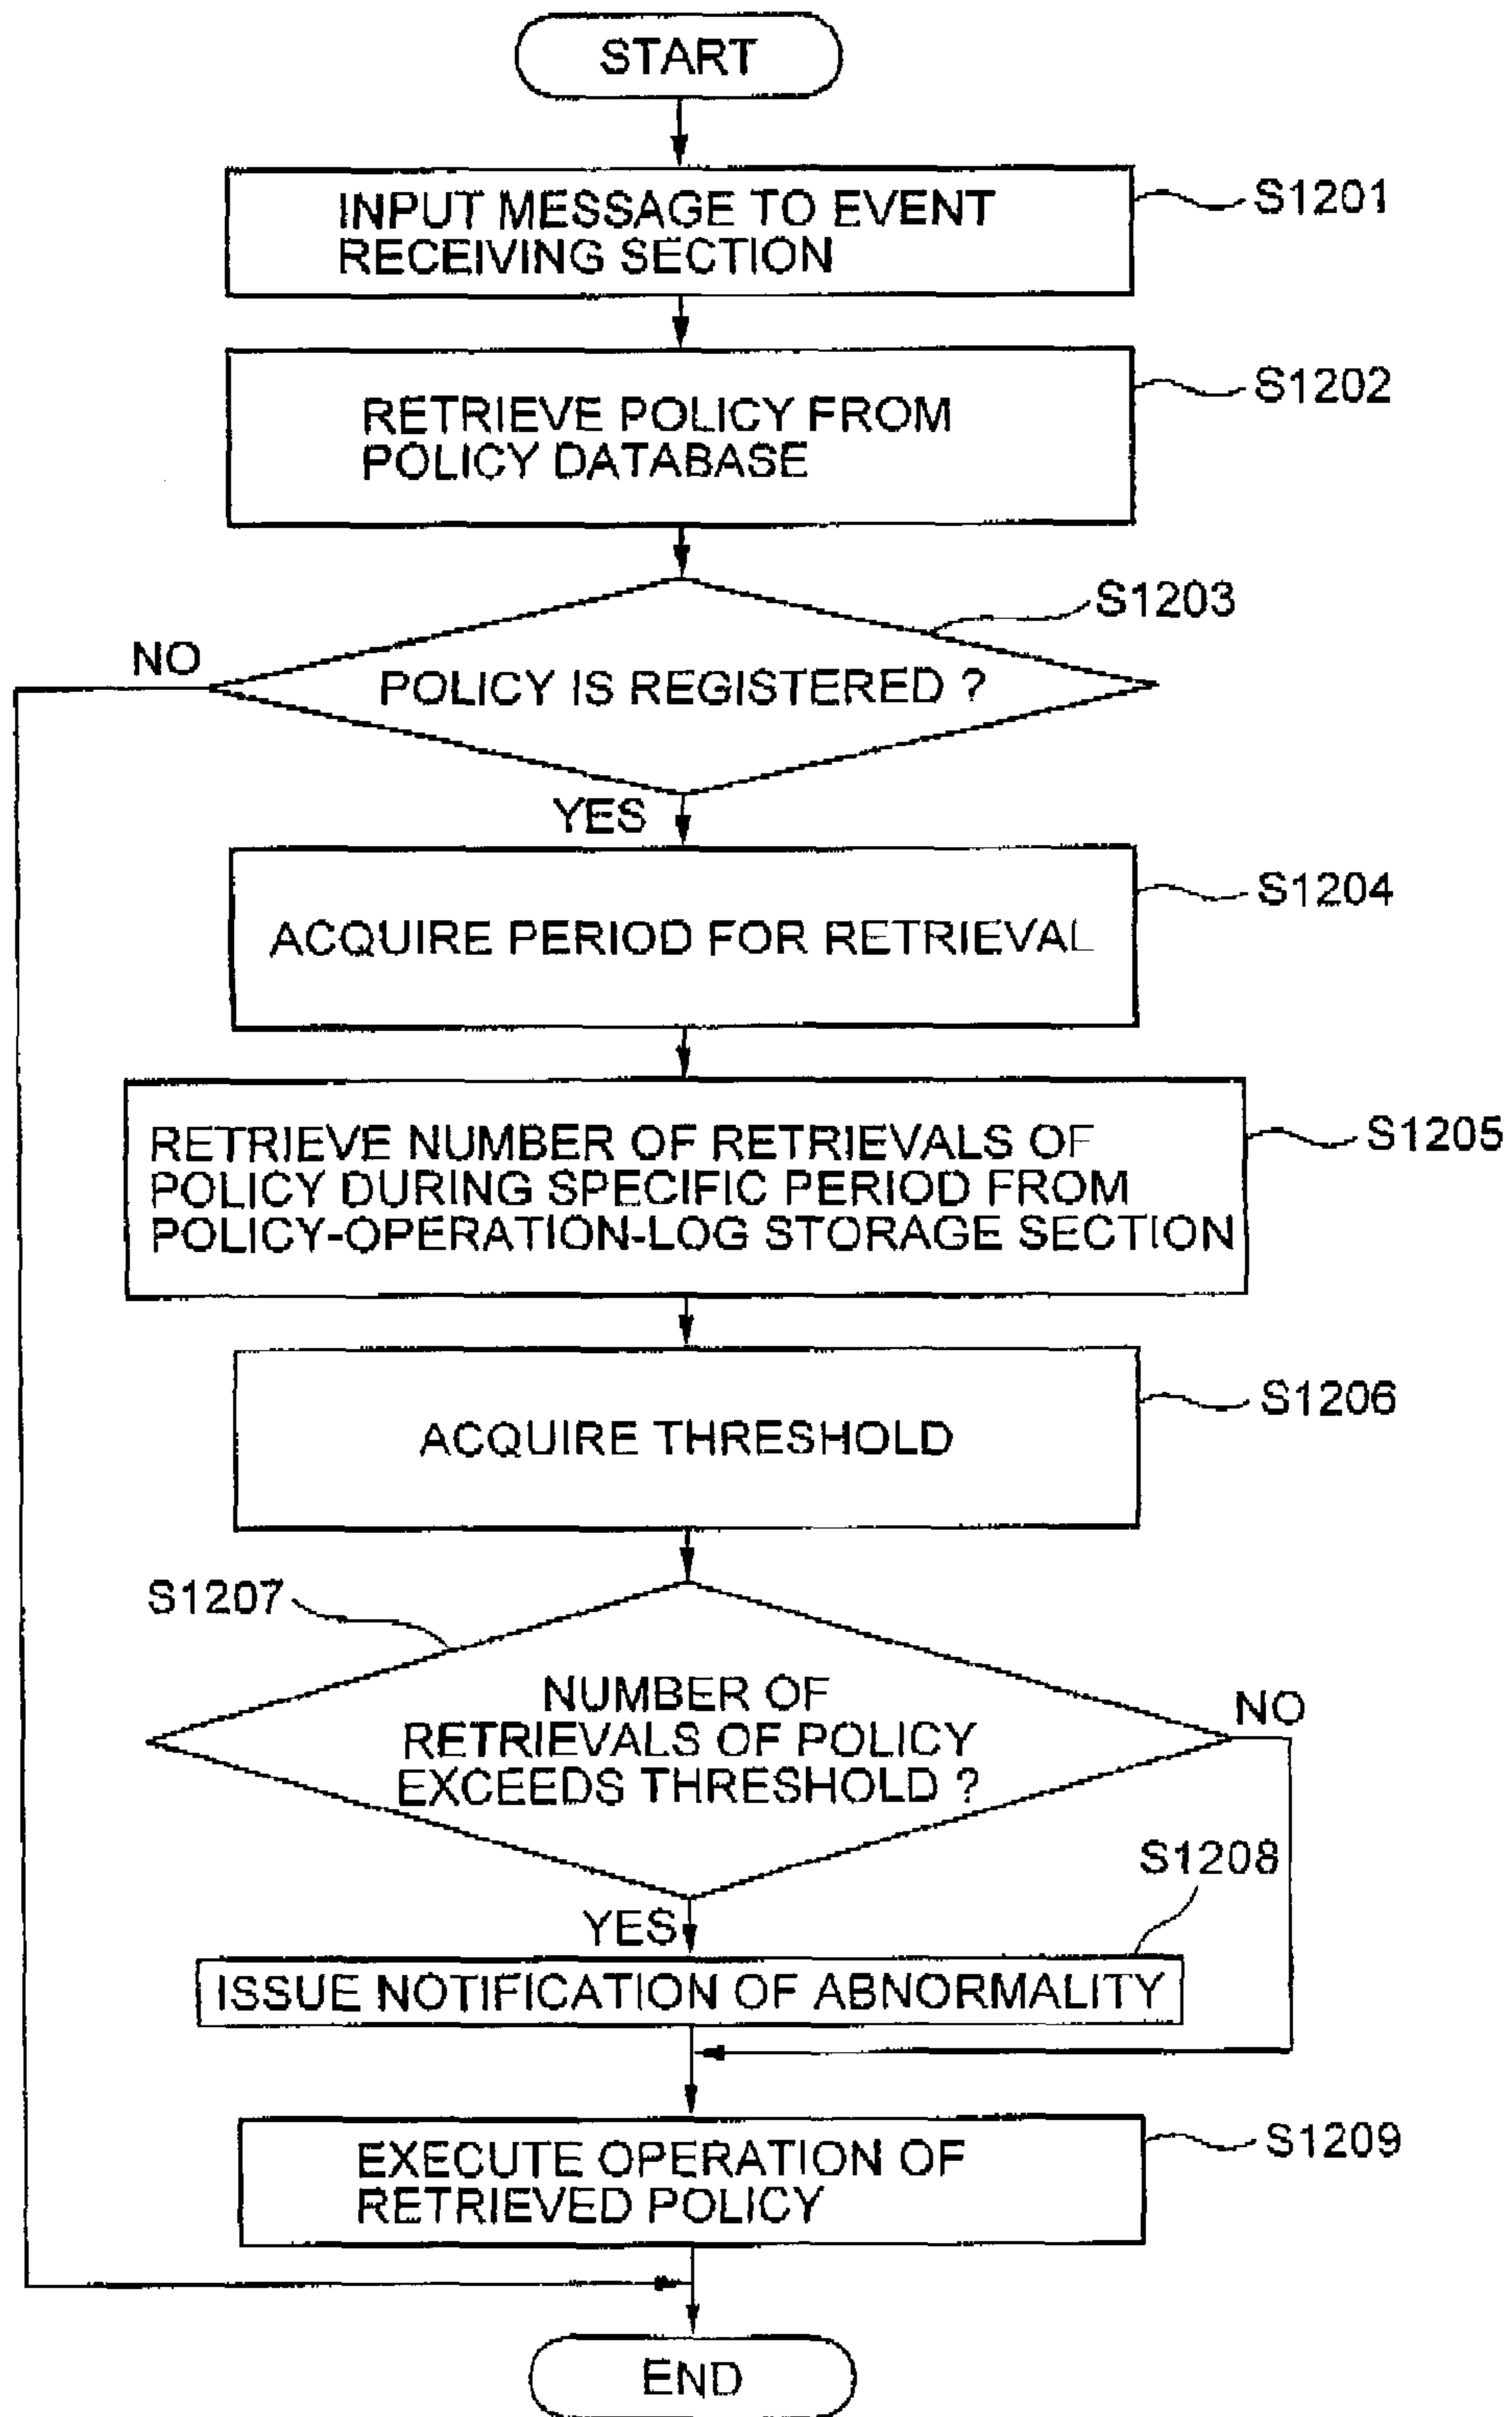 START
INPUT MESSAGE TO EVENT
RECEIVING SECTION
S1201
RETRIEVE POLICY FROM
POLICY DATABASE
S1202
S1203
NO
POLICY IS REGISTERED ?
YES
S1204
ACQUIRE PERIOD FOR RETRIEVAL
RETRIEVE NUMBER OF RETRIEVALS OF
POLICY DURING SPECIFIC PERIOD FROM
POLICY-OPERATION-LOG STORAGE SECTION
S1205
S1206
ACQUIRE THRESHOLD
S1207
NUMBER OF
RETRIEVALS OF POLICY
EXCEEDS THRESHOLD ?
NO
S1208
YES
ISSUE NOTIFICATION OF ABNORMALITY
EXECUTE OPERATION OF
RETRIEVED POLICY
S1209
END